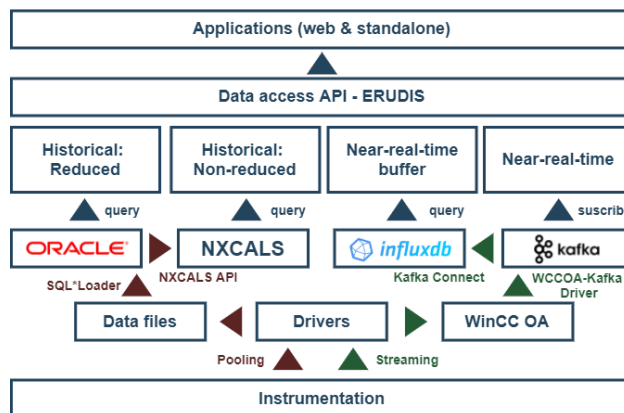 Applications (web & standalone)
Data access API - ERUDIS
Historical:
Reduced
Historical:
Non-reduced
Near-real-time
buffer
Near-real-time
query
query
query
suscrib
ORACLE
NXCALS
influxdb
kafka
SQL*Loader
NXCALS API
Kafka Connect
WCCOA-Kafka
Driver
Data files
Drivers
WinCC OA
Pooling
Streaming
Instrumentation